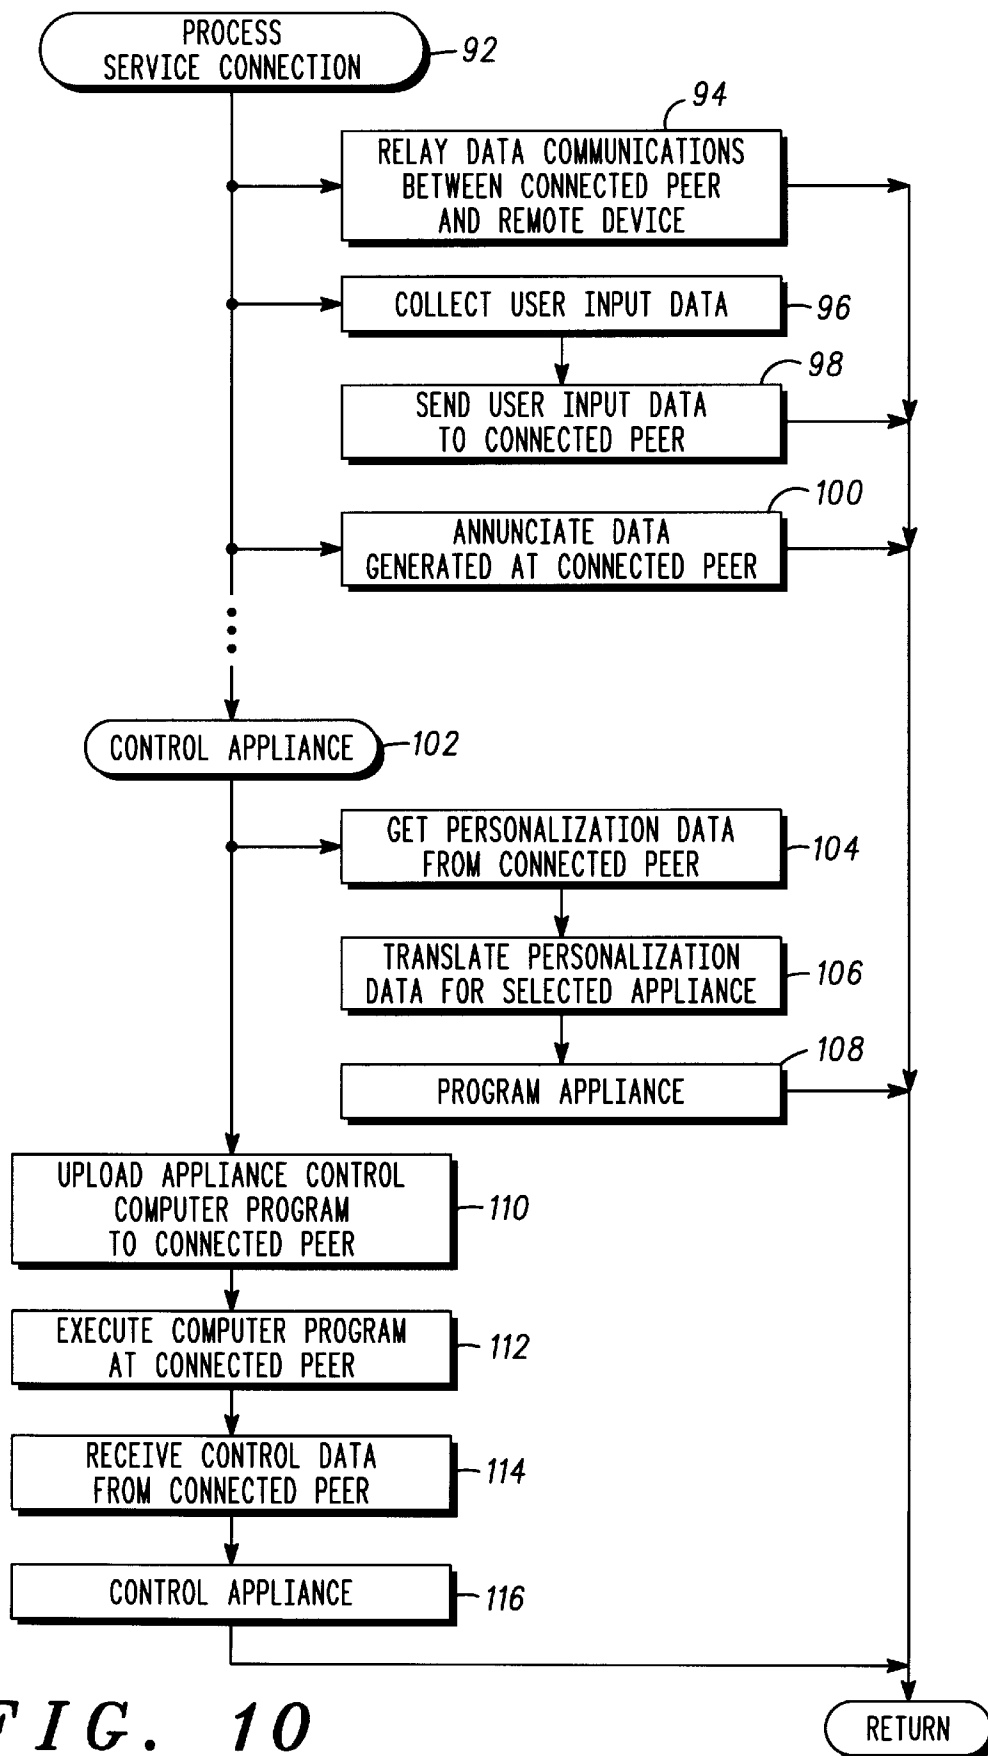 PROCESS
SERVICE CONNECTION
92
94
RELAY DATA COMMUNICATIONS
BETWEEN CONNECTED PEER
AND REMOTE DEVICE
COLLECT USER INPUT DATA
96
98
SEND USER INPUT DATA
TO CONNECTED PEER
100
ANNUNCIATE DATA
GENERATED AT CONNECTED PEER
CONTROL APPLIANCE
102
GET PERSONALIZATION DATA
FROM CONNECTED PEER
104
TRANSLATE PERSONALIZATION
DATA FOR SELECTED APPLIANCE
106
108
PROGRAM APPLIANCE
UPLOAD APPLIANCE CONTROL
COMPUTER PROGRAM
TO CONNECTED PEER
110
EXECUTE COMPUTER PROGRAM
AT CONNECTED PEER
112
RECEIVE CONTROL DATA
FROM CONNECTED PEER
114
CONTROL APPLIANCE
116
RETURN
FIG. 10